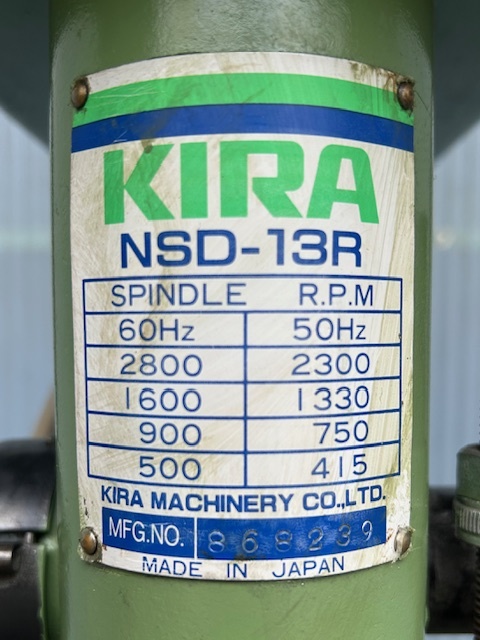 KIRA
NSD-13R
SPINDLE R.P.M
60Hz 50Hz
2800 2300
1600 1330
900 750
500 415
KIRA MACHINERY CO.,LTD.
MFG.NO. 868239
MADE IN JAPAN